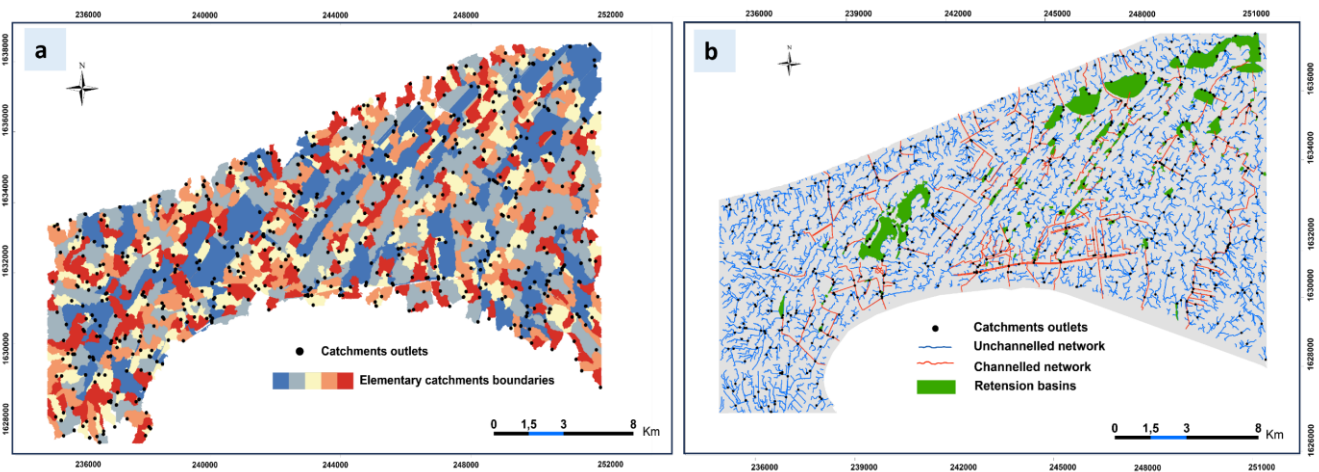 236000 240000 244000 248000 252000
a
N
1638000
1636000
1634000
1632000
1630000
1628000
Catchments outlets
Elementary catchments boundaries
0 1,5 3 8 Km
236000 240000 244000 248000 252000
236000 239000 242000 245000 248000 251000
b
N
1636000
1634000
1632000
1630000
1628000
1626000
Catchments outlets
Unchannelled network
Channelled network
Retension basins
0 1,5 3 8 Km
236000 239000 242000 245000 248000 251000